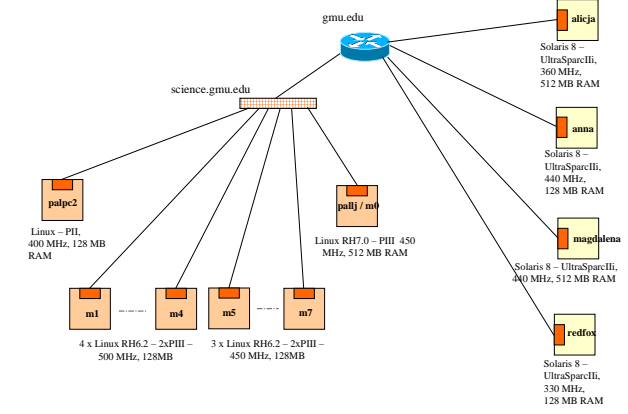 gmu.edu
alicja
Solaris 8 –
UltraSparcIIi,
360 MHz,
512 MB RAM
science.gmu.edu
anna
Solaris 8 –
UltraSparcIIi,
440 MHz,
128 MB RAM
palpc2
Linux – PII,
400 MHz, 128 MB
RAM
pallj / m0
Linux RH7.0 – PIII 450
MHz, 512 MB RAM
magdalena
Solaris 8 – UltraSparcIIi,
440 MHz, 512 MB RAM
m1
m4
m5
m7
4 x Linux RH6.2 – 2xPIII –
500 MHz, 128MB
3 x Linux RH6.2 – 2xPIII –
450 MHz, 128MB
redfox
Solaris 8 –
UltraSparcIIi,
330 MHz,
128 MB RAM